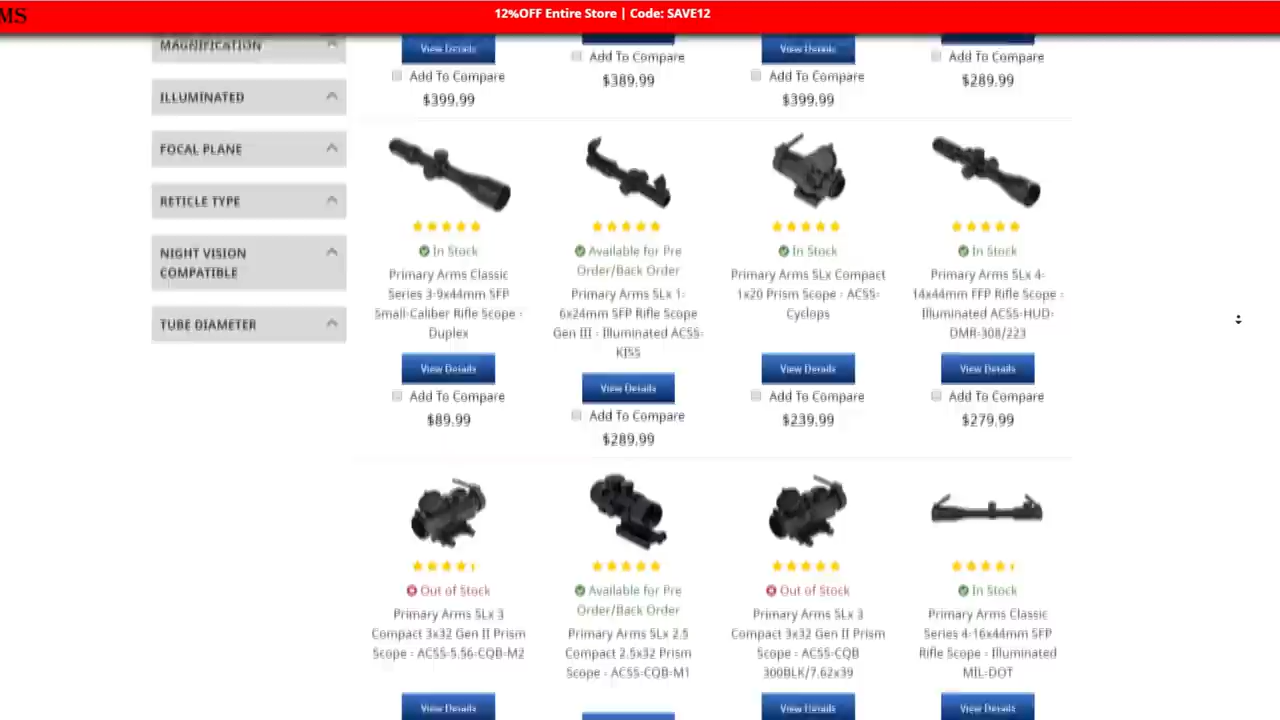 MS
12%OFF Entire Store | Code: SAVE12
MAGNIFICATION
ILLUMINATED
FOCAL PLANE
RETICLE TYPE
NIGHT VISION
COMPATIBLE
TUBE DIAMETER
View Details
Add To Compare
$399.99
Add To Compare
$389.99
View Details
Add To Compare
$399.99
Add To Compare
$289.99
In Stock
Primary Arms Classic
Series 3-9x44mm SFP
Small-Caliber Rifle Scope -
Duplex
View Details
Add To Compare
$89.99
Available for Pre
Order/Back Order
Primary Arms SLx 1-
6x24mm SFP Rifle Scope
Gen III - Illuminated ACSS-
KISS
View Details
Add To Compare
$289.99
In Stock
Primary Arms SLx Compact
1x20 Prism Scope - ACSS-
Cyclops
View Details
Add To Compare
$239.99
In Stock
Primary Arms SLx 4-
14x44mm FFP Rifle Scope -
Illuminated ACSS-HUD-
DMR-308/223
View Details
Add To Compare
$279.99
Out of Stock
Primary Arms SLx 3
Compact 3x32 Gen II Prism
Scope - ACSS-5.56-CQB-M2
View Details
Available for Pre
Order/Back Order
Primary Arms SLx 2.5
Compact 2.5x32 Prism
Scope - ACSS-CQB-M1
Out of Stock
Primary Arms SLx 3
Compact 3x32 Gen II Prism
Scope - ACSS-CQB
300BLK/7.62x39
View Details
In Stock
Primary Arms Classic
Series 4-16x44mm SFP
Rifle Scope - Illuminated
MIL-DOT
View Details